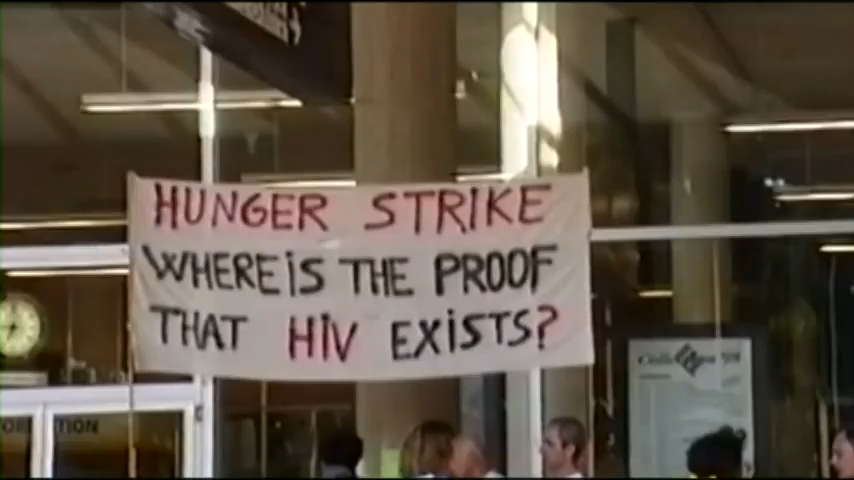 HUNGER STRIKE
WHERE iS THE PROOF
THAT HiV EXiSTS?